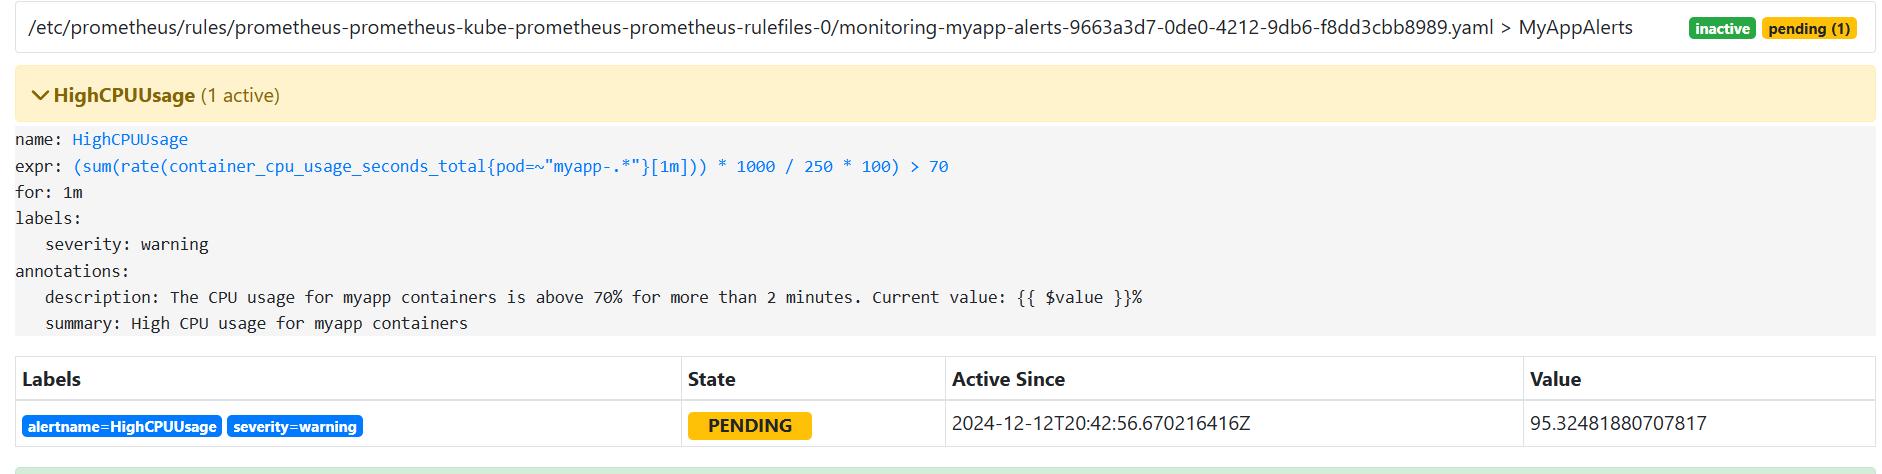 /etc/prometheus/rules/prometheus-prometheus-kube-prometheus-prometheus-rulefiles-0/monitoring-myapp-alerts-9663a3d7-0de0-4212-9db6-f8dd3cbb8989.yaml > MyAppAlerts inactive pending (1)
HighCPUUsage (1 active)
name: HighCPUUsage
expr: (sum(rate(container_cpu_usage_seconds_total{pod=~"myapp-.*"}[1m])) * 1000 / 250 * 100) > 70
for: 1m
labels:
severity: warning
annotations:
description: The CPU usage for myapp containers is above 70% for more than 2 minutes. Current value: {{ $value }}%
summary: High CPU usage for myapp containers
Labels State Active Since Value
alertname=HighCPUUsage severity=warning PENDING 2024-12-12T20:42:56.670216416Z 95.32481880707817